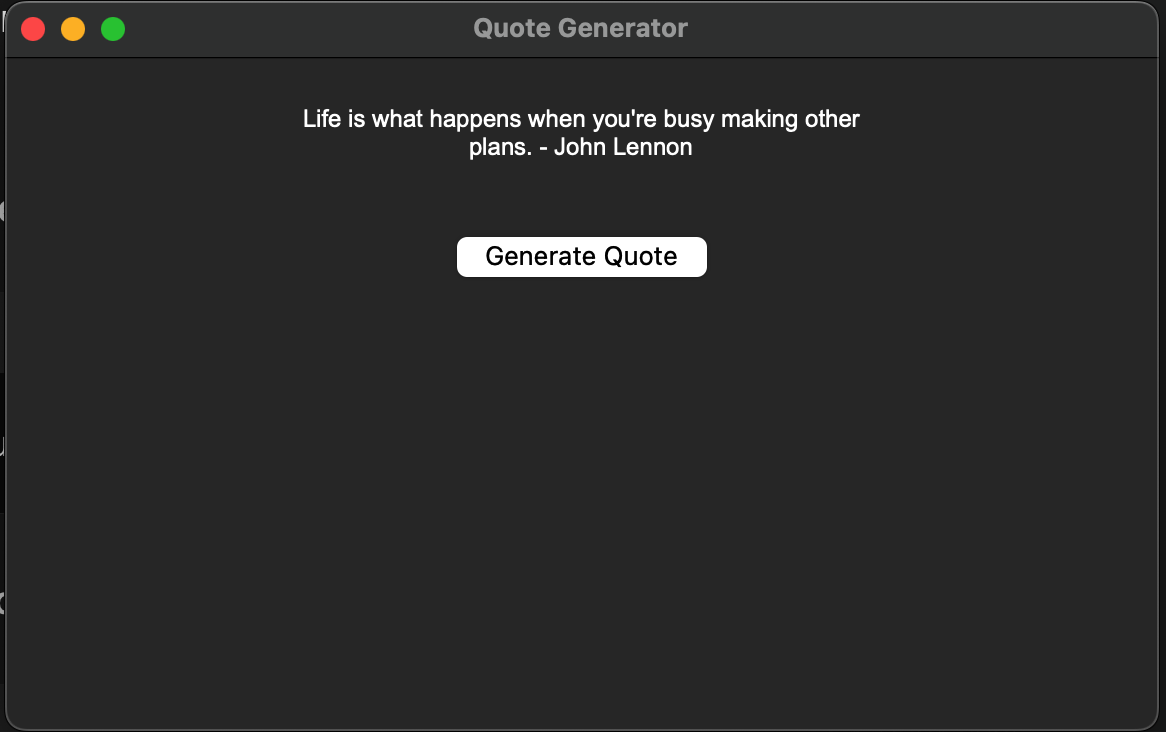 Quote Generator
Life is what happens when you're busy making other
plans. - John Lennon
Generate Quote